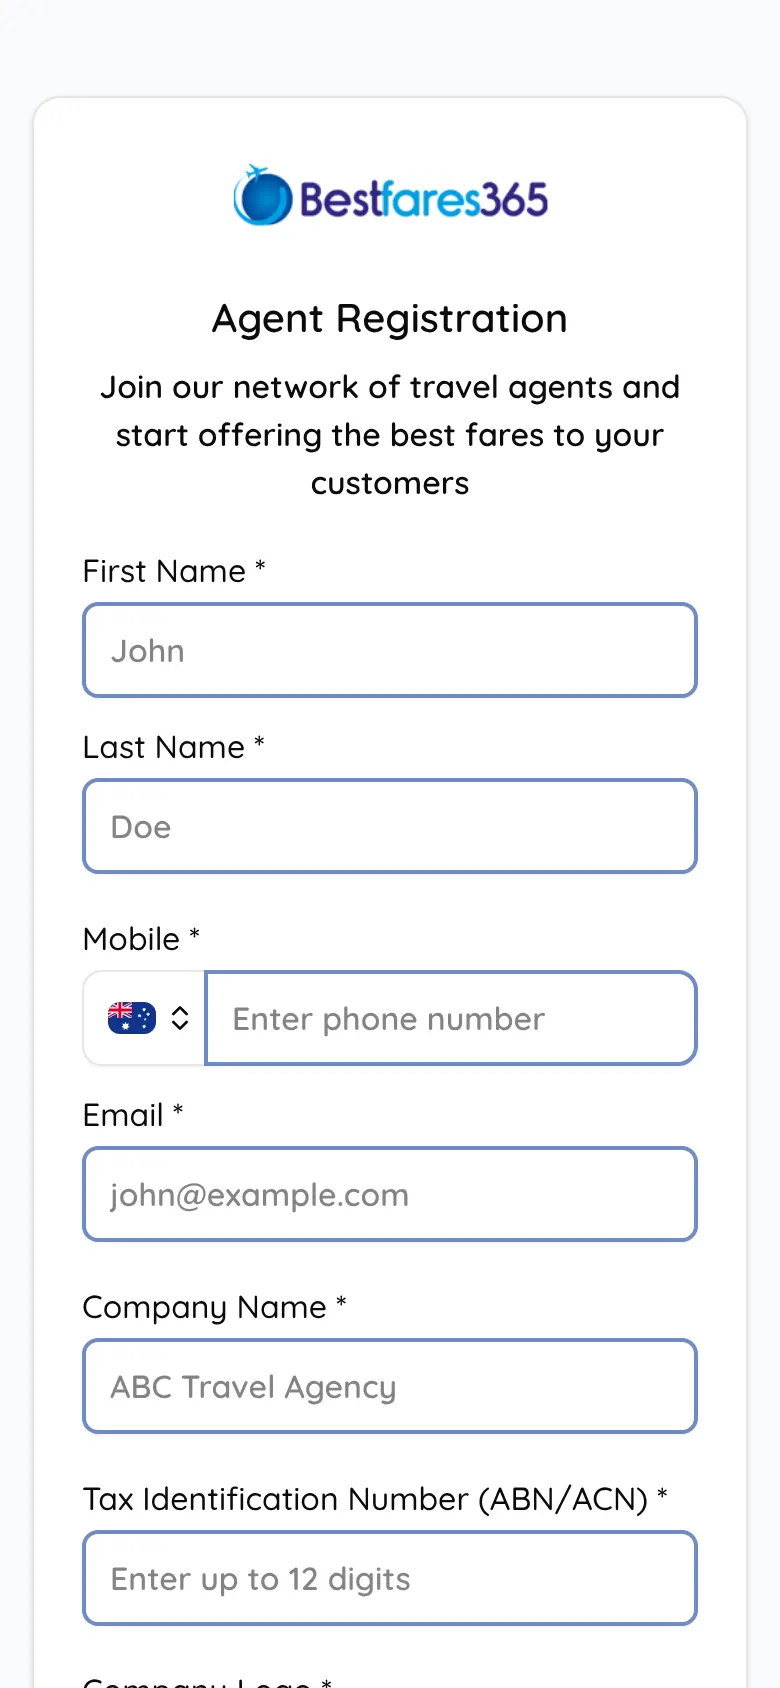 Bestfares365
Agent Registration
Join our network of travel agents and
start offering the best fares to your
customers
First Name *
John
Last Name *
Doe
Mobile *
Enter phone number
Email *
john@example.com
Company Name *
ABC Travel Agency
Tax Identification Number (ABN/ACN) *
Enter up to 12 digits
Company Logo *